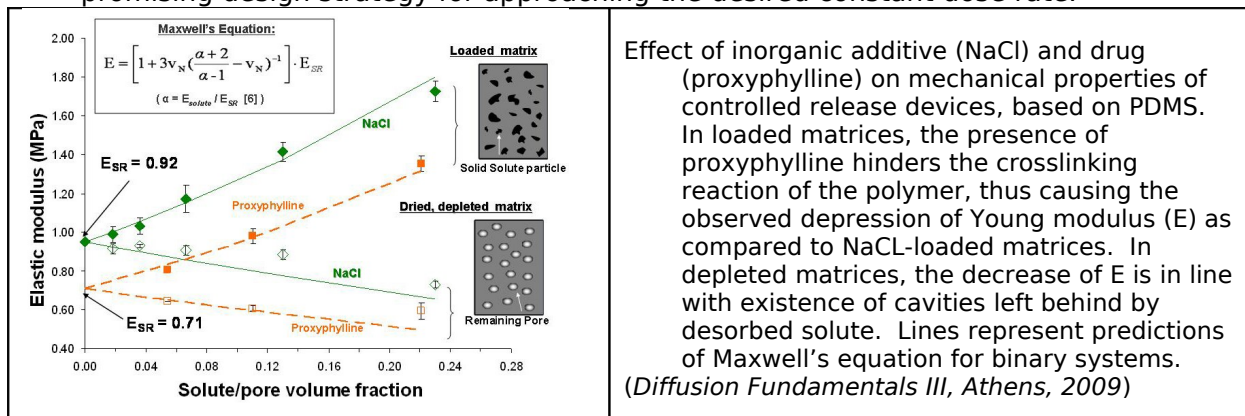 promising design strategy for approaching the desired constant dose rate.
Maxwell's Equation:
E = [1 + 3v_N(α + 2 / α - 1 − v_N)⁻¹] · E_SR
( α = E_solute / E_SR [6] )
Loaded matrix
NaCl
Solid Solute particle
E_SR = 0.92
Proxyphylline
Dried, depleted matrix
NaCl
Remaining Pore
E_SR = 0.71
Proxyphylline
Elastic modulus (MPa)
2.00
1.80
1.60
1.40
1.20
1.00
0.80
0.60
0.40
0.00 0.04 0.08 0.12 0.16 0.20 0.24 0.28
Solute/pore volume fraction
Effect of inorganic additive (NaCl) and drug
(proxyphylline) on mechanical properties of
controlled release devices, based on PDMS.
In loaded matrices, the presence of
proxyphylline hinders the crosslinking
reaction of the polymer, thus causing the
observed depression of Young modulus (E) as
compared to NaCL-loaded matrices. In
depleted matrices, the decrease of E is in line
with existence of cavities left behind by
desorbed solute. Lines represent predictions
of Maxwell's equation for binary systems.
(Diffusion Fundamentals III, Athens, 2009)